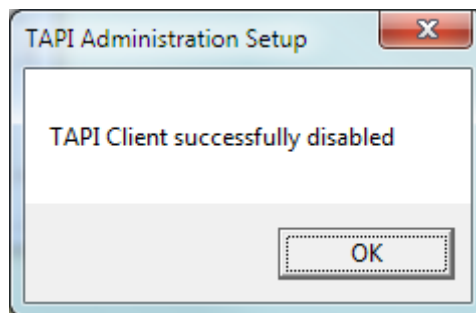 TAPI Administration Setup
TAPI Client successfully disabled
OK